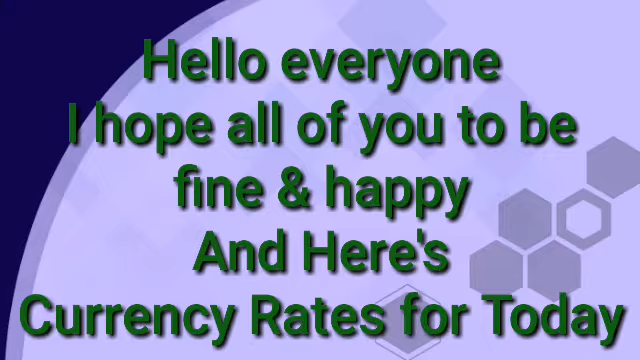 Hello everyone
I hope all of you to be
fine & happy
And Here's
Currency Rates for Today